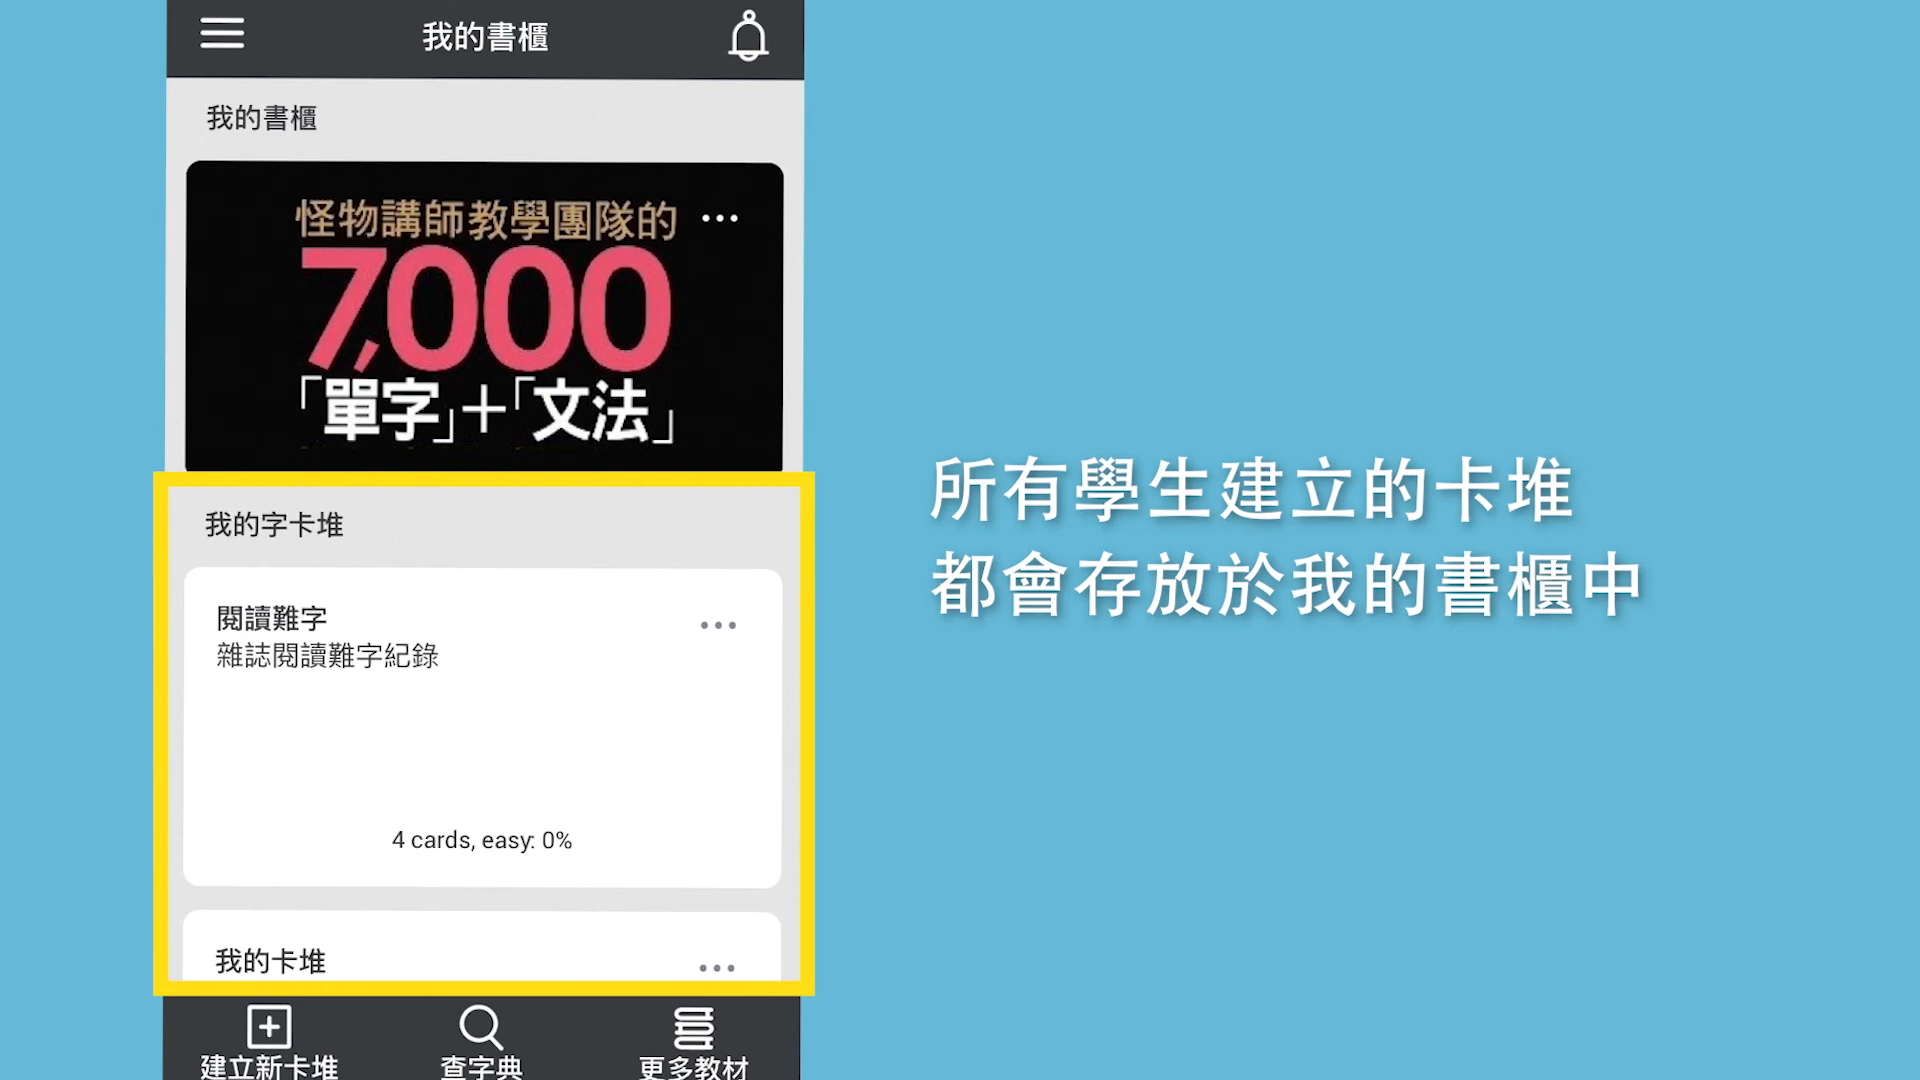 我的書櫃
我的書櫃
怪物講師教學團隊的
7,000
「單字」+「文法」
我的字卡堆
閱讀難字
雜誌閱讀難字紀錄
4 cards, easy: 0%
我的卡堆
建立新卡堆
查字典
更多教材
所有學生建立的卡堆
都會存放於我的書櫃中